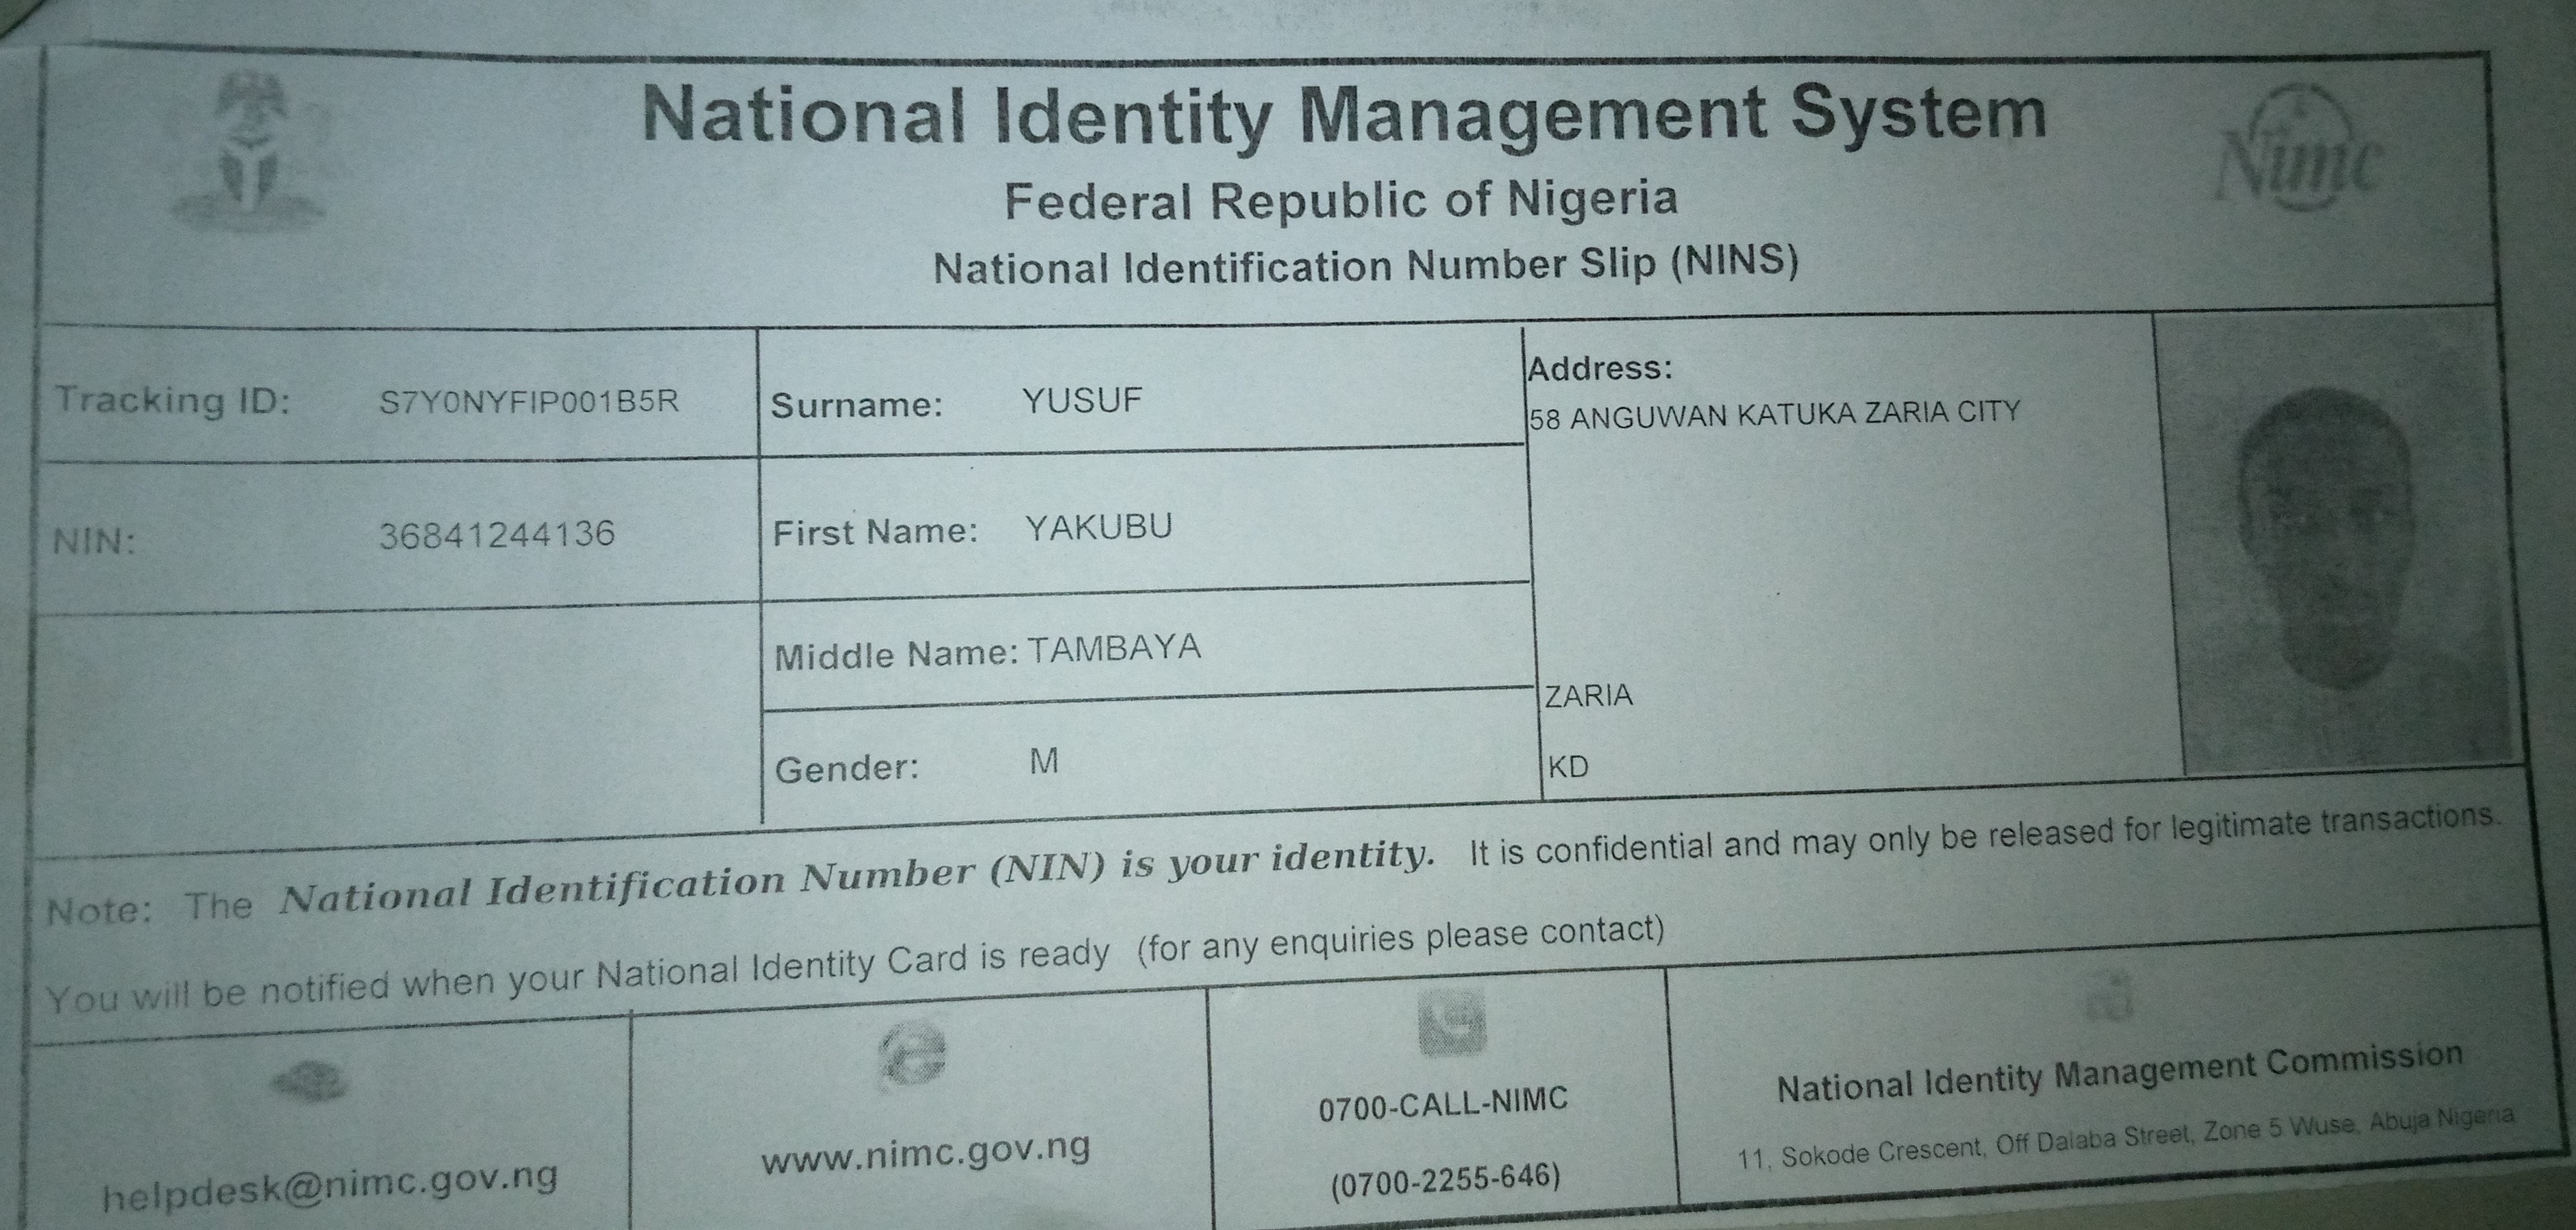 National Identity Management System
Federal Republic of Nigeria
National Identification Number Slip (NINS)
Nimc
Tracking ID: S7Y0NYFIP001B5R
Surname: YUSUF
Address:
58 ANGUWAN KATUKA ZARIA CITY
NIN: 36841244136
First Name: YAKUBU
Middle Name: TAMBAYA
ZARIA
Gender: M
KD
Note: The National Identification Number (NIN) is your identity. It is confidential and may only be released for legitimate transactions.
You will be notified when your National Identity Card is ready (for any enquiries please contact)
helpdesk@nimc.gov.ng
www.nimc.gov.ng
0700-CALL-NIMC
(0700-2255-646)
National Identity Management Commission
11, Sokode Crescent, Off Dalaba Street, Zone 5 Wuse, Abuja Nigeria